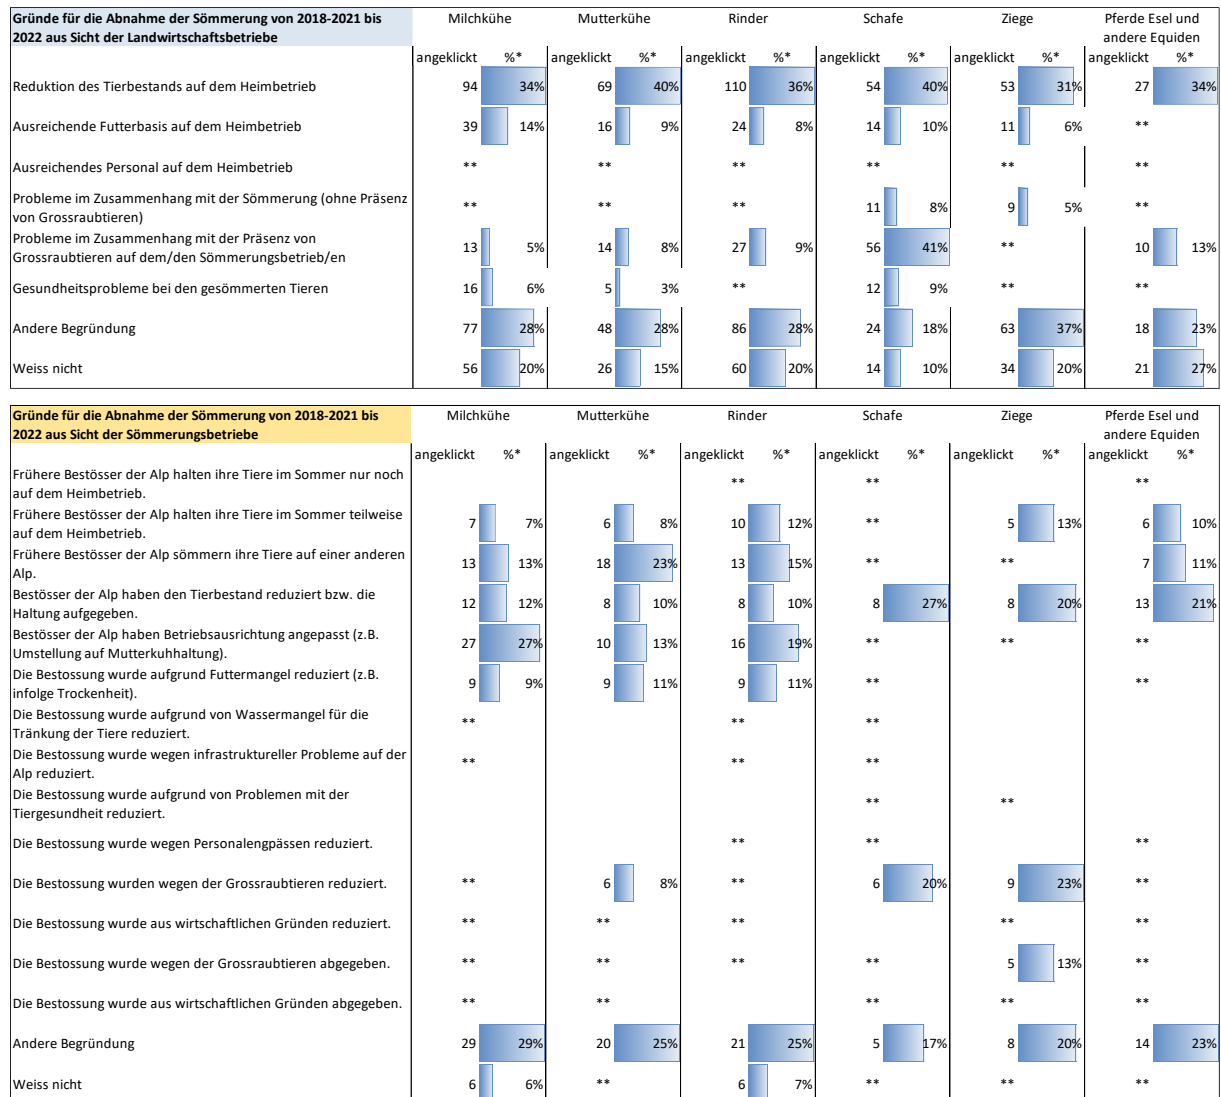 Gründe für die Abnahme der Sömmerung von 2018-2021 bis Milchkühe Mutterkühe Rinder Schafe Ziege Pferde Esel und
2022 aus Sicht der Landwirtschaftsbetriebe andere Equiden
angeklickt %* angeklickt %* angeklickt %* angeklickt %* angeklickt %* angeklickt %*
Reduktion des Tierbestands auf dem Heimbetrieb 94 34% 69 40% 110 36% 54 40% 53 31% 27 34%
Ausreichende Futterbasis auf dem Heimbetrieb 39 14% 16 9% 24 8% 14 10% 11 6% **
Ausreichendes Personal auf dem Heimbetrieb ** ** ** ** ** **
Probleme im Zusammenhang mit der Sömmerung (ohne Präsenz
von Grossraubtieren) ** ** ** 11 8% 9 5% **
Probleme im Zusammenhang mit der Präsenz von
Grossraubtieren auf dem/den Sömmerungsbetrieb/en 13 5% 14 8% 27 9% 56 41% ** 10 13%
Gesundheitsprobleme bei den gesömmerten Tieren 16 6% 5 3% ** 12 9% ** **
Andere Begründung 77 28% 48 28% 86 28% 24 18% 63 37% 18 23%
Weiss nicht 56 20% 26 15% 60 20% 14 10% 34 20% 21 27%
Gründe für die Abnahme der Sömmerung von 2018-2021 bis Milchkühe Mutterkühe Rinder Schafe Ziege Pferde Esel und
2022 aus Sicht der Sömmerungsbetriebe andere Equiden
angeklickt %* angeklickt %* angeklickt %* angeklickt %* angeklickt %* angeklickt %*
Frühere Bestösser der Alp halten ihre Tiere im Sommer nur noch
auf dem Heimbetrieb. ** ** **
Frühere Bestösser der Alp halten ihre Tiere im Sommer teilweise
auf dem Heimbetrieb. 7 7% 6 8% 10 12% ** 5 13% 6 10%
Frühere Bestösser der Alp sömmern ihre Tiere auf einer anderen
Alp. 13 13% 18 23% 13 15% ** ** 7 11%
Bestösser der Alp haben den Tierbestand reduziert bzw. die
Haltung aufgegeben. 12 12% 8 10% 8 10% 8 27% 8 20% 13 21%
Bestösser der Alp haben Betriebsausrichtung angepasst (z.B.
Umstellung auf Mutterkuhhaltung). 27 27% 10 13% 16 19% ** ** **
Die Bestossung wurde aufgrund Futtermangel reduziert (z.B.
infolge Trockenheit). 9 9% 9 11% 9 11% ** **
Die Bestossung wurde aufgrund von Wassermangel für die
Tränkung der Tiere reduziert. ** ** **
Die Bestossung wurde wegen infrastruktureller Probleme auf der
Alp reduziert. ** ** **
Die Bestossung wurde aufgrund von Problemen mit der
Tiergesundheit reduziert. ** **
Die Bestossung wurde wegen Personalengpässen reduziert. ** ** **
Die Bestossung wurden wegen der Grossraubtieren reduziert. ** 6 8% ** 6 20% 9 23% **
Die Bestossung wurde aus wirtschaftlichen Gründen reduziert. ** ** ** ** **
Die Bestossung wurde wegen der Grossraubtieren abgegeben. ** ** ** ** 5 13% **
Die Bestossung wurde aus wirtschaftlichen Gründen abgegeben. ** ** ** ** **
Andere Begründung 29 29% 20 25% 21 25% 5 17% 8 20% 14 23%
Weiss nicht 6 6% ** 6 7% ** ** **